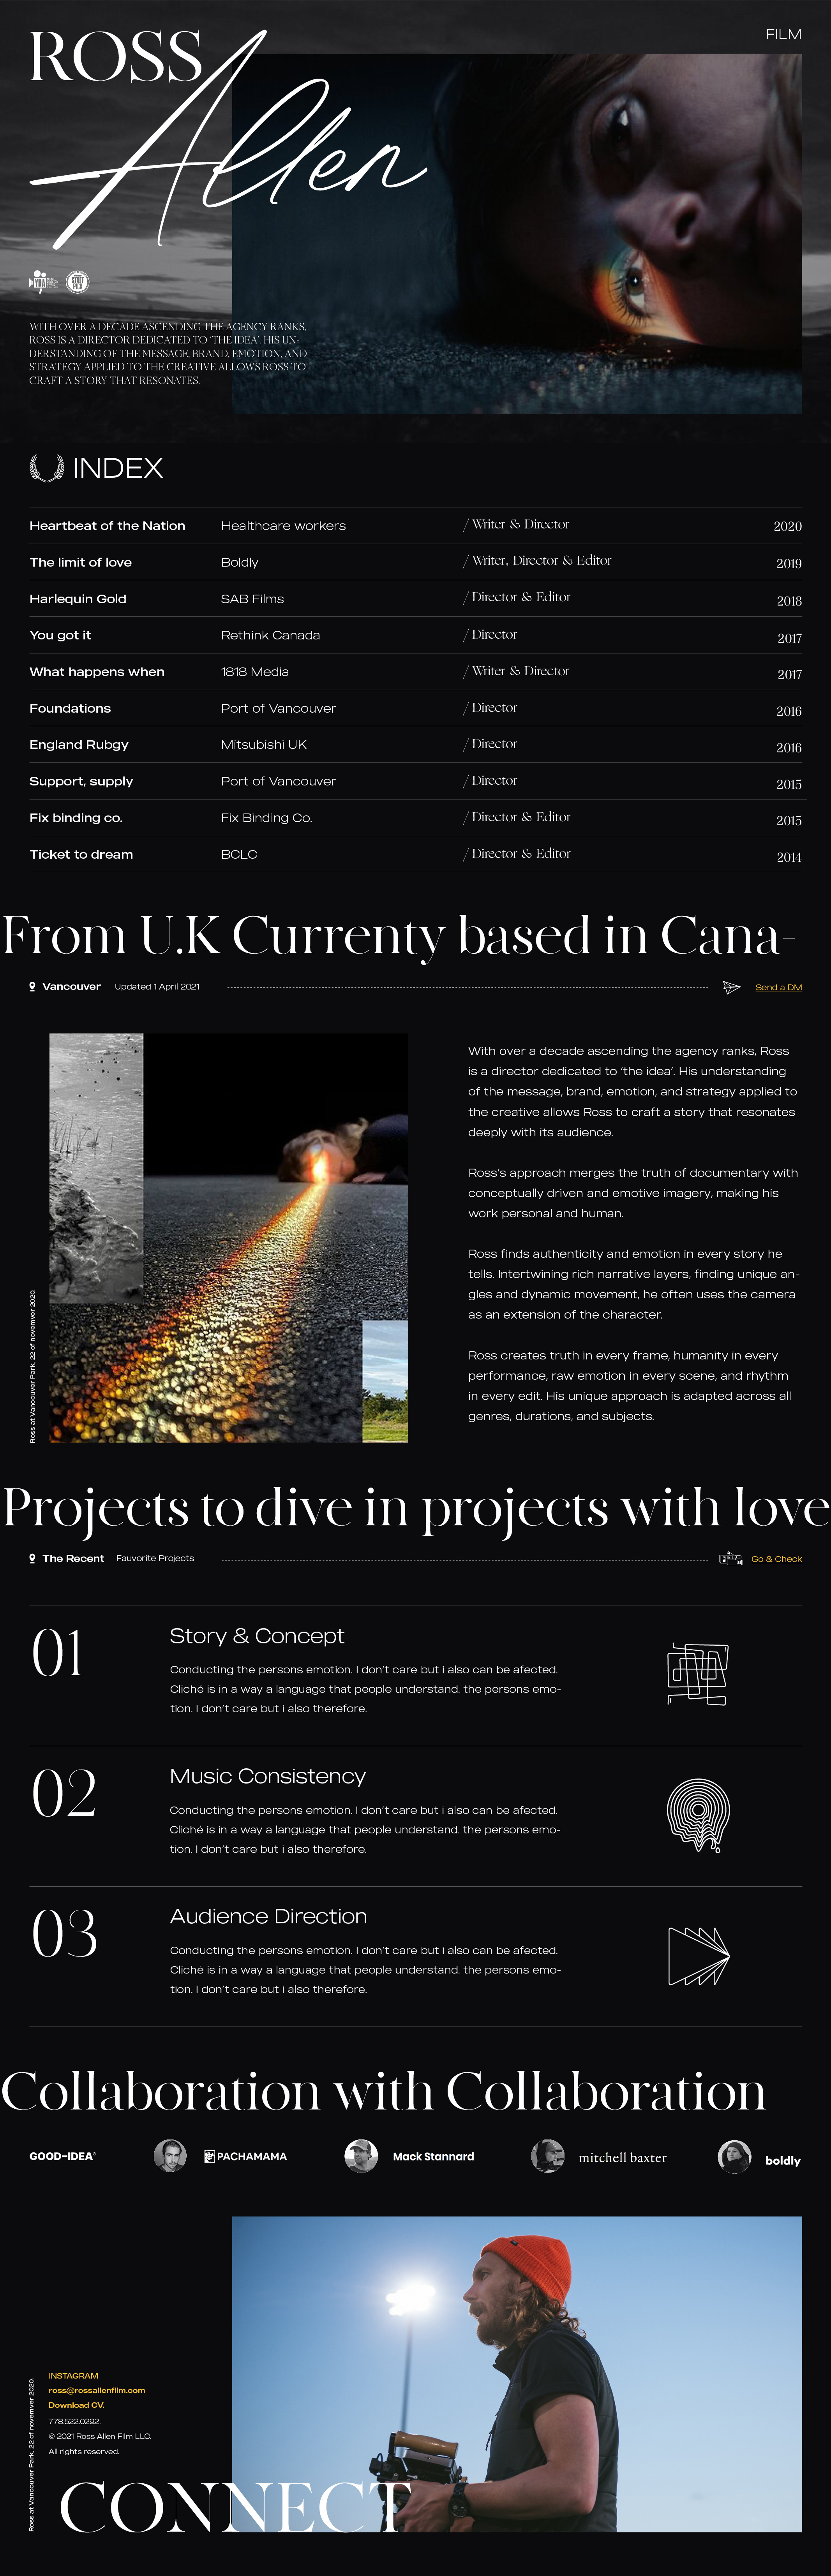 ROSS
Allen
FILM
WITH OVER A DECADE ASCENDING THE AGENCY RANKS,
ROSS IS A DIRECTOR DEDICATED TO ‘THE IDEA’. HIS UN
DERSTANDING OF THE MESSAGE, BRAND, EMOTION, AND
STRATEGY APPLIED TO THE CREATIVE ALLOWS ROSS TO
CRAFT A STORY THAT RESONATES.
INDEX
Heartbeat of the Nation Healthcare workers / Writer & Director 2020
The limit of love Boldly / Writer, Director & Editor 2019
Harlequin Gold SAB Films / Director & Editor 2018
You got it Rethink Canada / Director 2017
What happens when 1818 Media / Writer & Director 2017
Foundations Port of Vancouver / Director 2016
England Rubgy Mitsubishi UK / Director 2016
Support, supply Port of Vancouver / Director 2015
Fix binding co. Fix Binding Co. / Director & Editor 2015
Ticket to dream BCLC / Director & Editor 2014
From U.K Currenty based in Cana-
Vancouver Updated 1 April 2021 Send a DM
Ross at Vancouver Park, 22 of novemver 2020.
With over a decade ascending the agency ranks, Ross
is a director dedicated to ‘the idea’. His understanding
of the message, brand, emotion, and strategy applied to
the creative allows Ross to craft a story that resonates
deeply with its audience.
Ross’s approach merges the truth of documentary with
conceptually driven and emotive imagery, making his
work personal and human.
Ross finds authenticity and emotion in every story he
tells. Intertwining rich narrative layers, finding unique an-
gles and dynamic movement, he often uses the camera
as an extension of the character.
Ross creates truth in every frame, humanity in every
performance, raw emotion in every scene, and rhythm
in every edit. His unique approach is adapted across all
genres, durations, and subjects.
Projects to dive in projects with love
The Recent Fauvorite Projects Go & Check
01
Story & Concept
Conducting the persons emotion. I don’t care but i also can be afected.
Cliché is in a way a language that people understand. the persons emo-
tion. I don’t care but i also therefore.
02
Music Consistency
Conducting the persons emotion. I don’t care but i also can be afected.
Cliché is in a way a language that people understand. the persons emo-
tion. I don’t care but i also therefore.
03
Audience Direction
Conducting the persons emotion. I don’t care but i also can be afected.
Cliché is in a way a language that people understand. the persons emo-
tion. I don’t care but i also therefore.
Collaboration with Collaboration
GOOD-IDEA® PACHAMAMA Mack Stannard mitchell baxter boldly
Ross at Vancouver Park, 22 of novemver 2020.
INSTAGRAM
ross@rossallenfilm.com
Download CV.
778.522.0292.
© 2021 Ross Allen Film LLC.
All rights reserved.
CONNECT